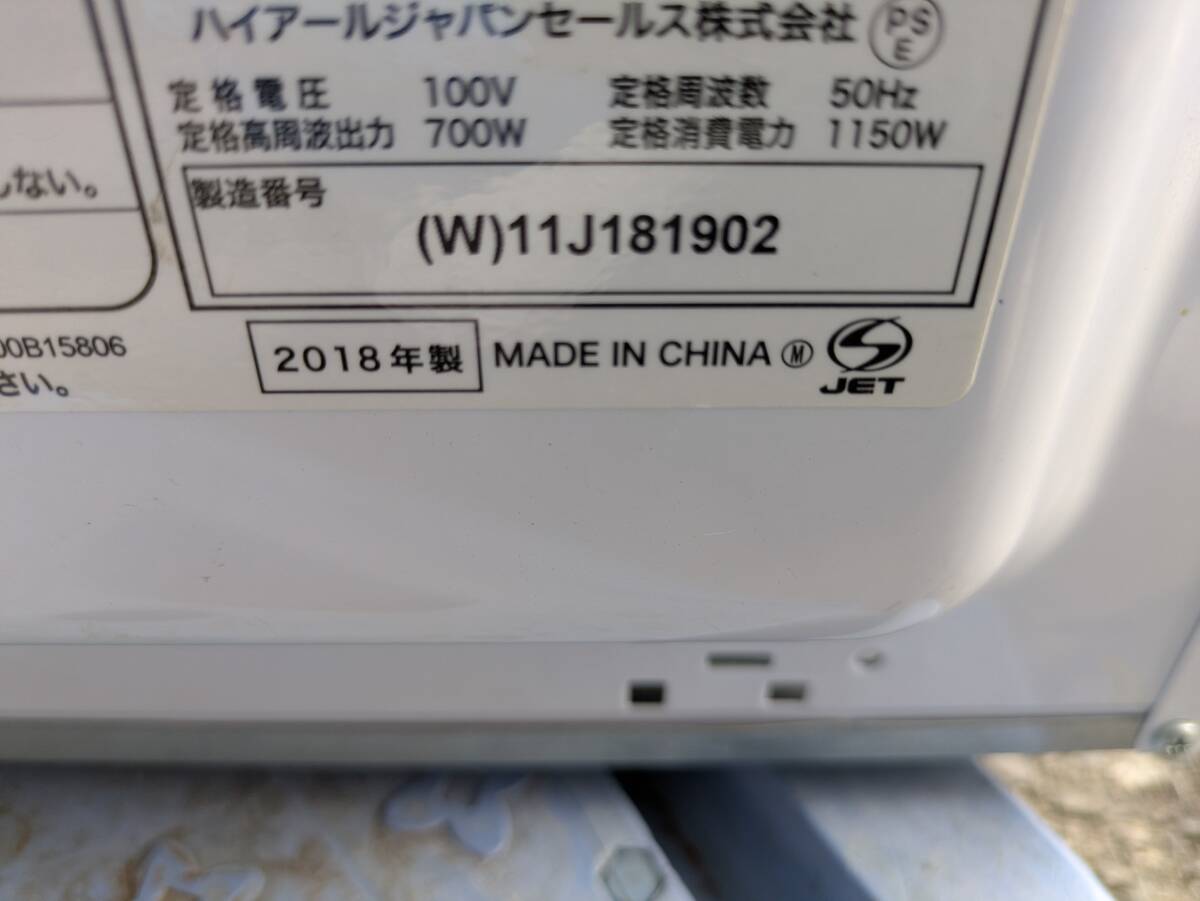 ハイアールジャパンセールス株式会社 PSE
定格電圧 100V 定格周波数 50Hz
定格高周波出力 700W 定格消費電力 1150W
しない。
製造番号
(W)11J181902
00B15806
2018年製 MADE IN CHINA Ⓜ JET
さい。